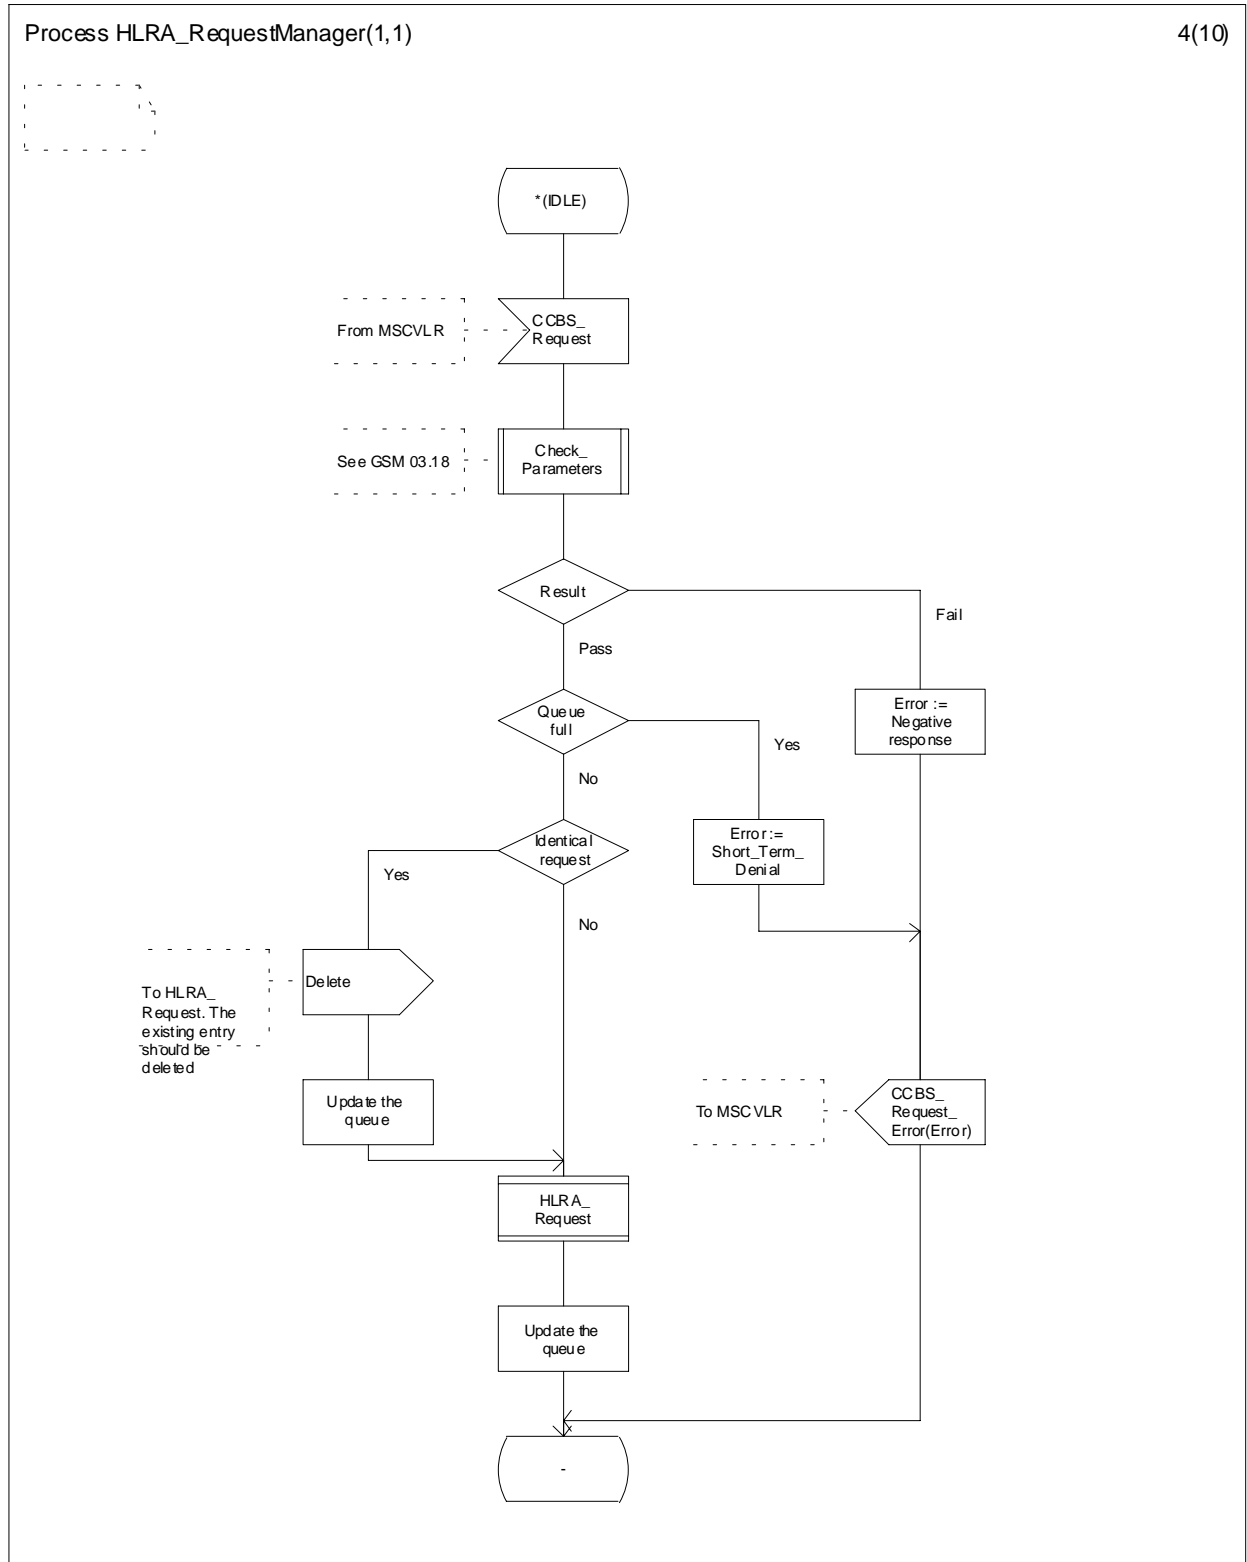 Process HLRA_RequestManager(1,1)
4(10)
*(IDLE)
From MSCVLR
CCBS_
Request
See GSM 03.18
Check_
Parameters
Result
Fail
Pass
Queue
full
Error :=
Negative
response
Yes
No
Identical
request
Error :=
Short_Term_
Denial
Yes
No
Delete
To HLRA_
Request. The
existing entry
should be
deleted
Update the
queue
To MSCVLR
CCBS_
Request_
Error(Error)
HLRA_
Request
Update the
queue
-